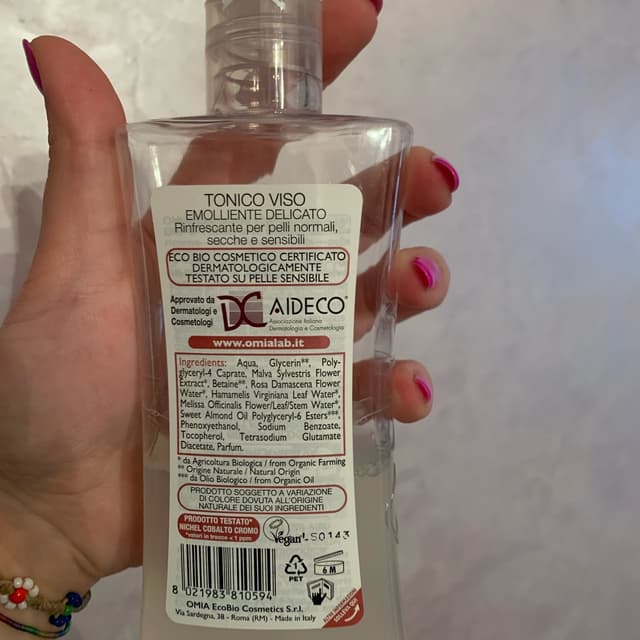 TONICO VISO
EMOLLIENTE DELICATO
Rinfrescante per pelli normali,
secche e sensibili
ECO BIO COSMETICO CERTIFICATO
DERMATOLOGICAMENTE
TESTATO SU PELLE SENSIBILE
Approvato da
Dermatologi e
Cosmetologi
DC AIDECO®
Associazione Italiana
Dermatologia e Cosmetologia
www.omialab.it
Ingredients: Aqua, Glycerin**, Poly-
glyceryl-4 Caprate, Malva Sylvestris Flower
Extract*, Betaine**, Rosa Damascena Flower
Water*, Hamamelis Virginiana Leaf Water*,
Melissa Officinalis Flower/Leaf/Stem Water*,
Sweet Almond Oil Polyglyceryl-6 Esters***,
Phenoxyethanol, Sodium Benzoate,
Tocopherol, Tetrasodium Glutamate
Diacetate, Parfum.
* da Agricoltura Biologica / from Organic Farming
** Origine Naturale / Natural Origin
*** da Olio Biologico / from Organic Oil
PRODOTTO SOGGETTO A VARIAZIONE
DI COLORE DOVUTA ALL'ORIGINE
NATURALE DEI SUOI INGREDIENTI
PRODOTTO TESTATO*
NICHEL COBALTO CROMO
*valori in tracce < 1 ppm
Vegan
LS0143
1
PET
6 M
8 021983 810594
OMIA EcoBio Cosmetics S.r.l.
Via Sardegna, 38 - Roma (RM) - Made in Italy